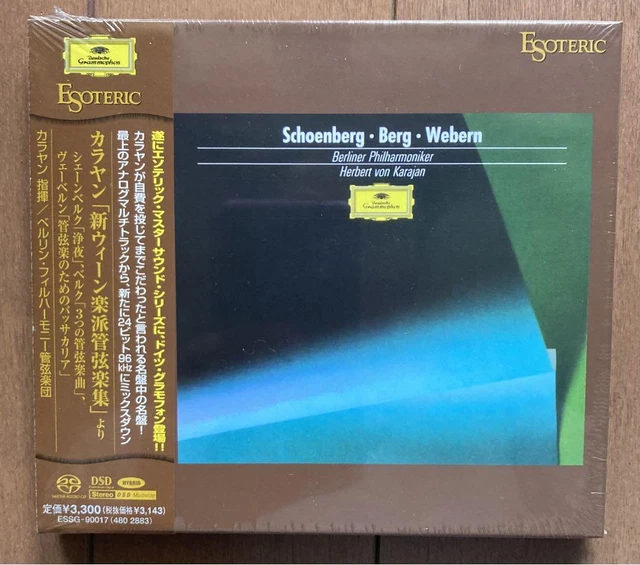 Deutsche
Grammophon
ESOTERIC
カラヤン「新ウィーン楽派管弦楽集」より
シェーンベルク「浄夜」、ベルク「3つの管弦楽曲」、
ヴェーベルン「管弦楽のためのパッサカリア」
カラヤン 指揮/ベルリン・フィルハーモニー管弦楽団
遂にエソテリック・マスターサウンド・シリーズに、ドイツ・グラモフォン登場!!
カラヤンが自費を投じてまでこだわったと言われる名盤中の名盤!
最上のアナログマルチトラックから、新たに24ビット96kHzにミックスダウン
DSD
HYBRID
Stereo
DSD
定価¥3,300(税抜価格¥3,143)
ESSG-90017(480 2883)
ESOTERIC
Schoenberg・Berg・Webern
Berliner Philharmoniker
Herbert von Karajan